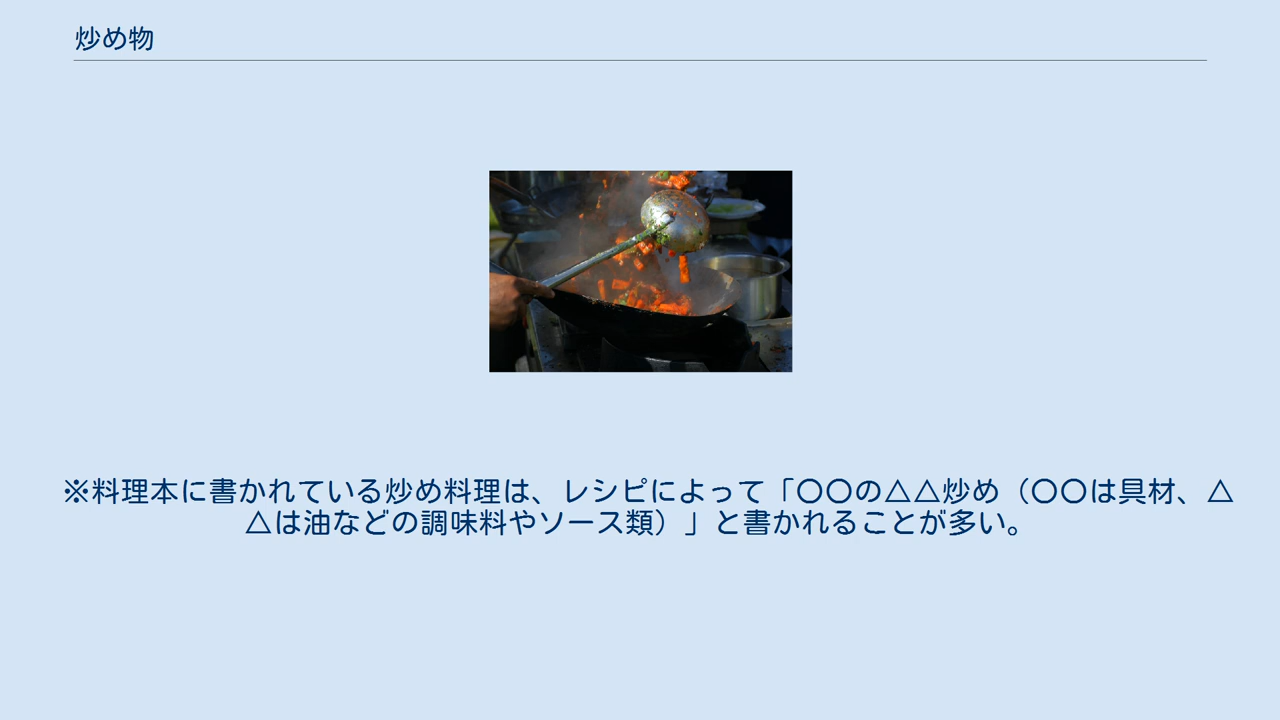 炒め物
※料理本に書かれている炒め料理は、レシピによって「〇〇の△△炒め（〇〇は具材、△
△は油などの調味料やソース類）」と書かれることが多い。